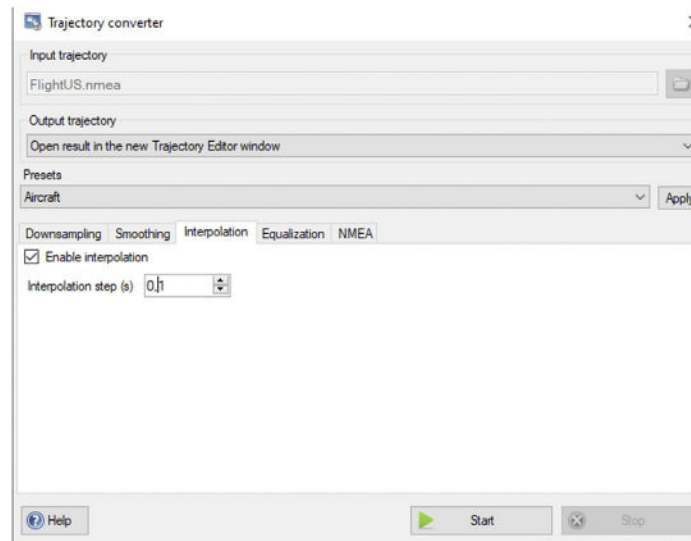 Trajectory converter
Input trajectory
FlightUS.nmea
Output trajectory
Open result in the new Trajectory Editor window
Presets
Aircraft
Apply
Downsampling Smoothing Interpolation Equalization NMEA
Enable interpolation
Interpolation step (s) 0,1
Help Start Stop